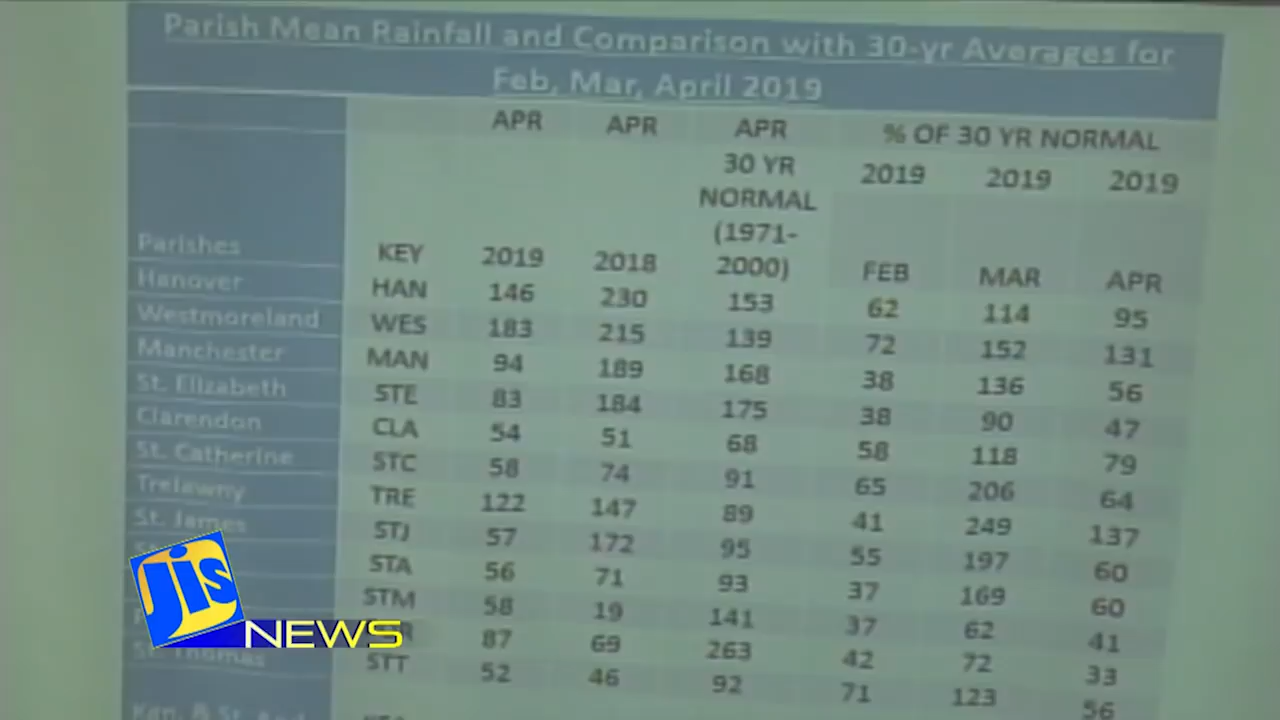 Parish Mean Rainfall and Comparison with 30-yr Averages for
Feb, Mar, April 2019
APR APR APR % OF 30 YR NORMAL
30 YR 2019 2019 2019
NORMAL
(1971-
Parishes KEY 2019 2018 2000) FEB MAR APR
Hanover HAN 146 230 153 62 114 95
Westmoreland WES 183 215 139 72 152 131
Manchester MAN 94 189 168 38 136 56
St. Elizabeth STE 83 184 175 38 90 47
Clarendon CLA 54 51 68 58 118 79
St. Catherine STC 58 74 91 65 206 64
Trelawny TRE 122 147 89 41 249 137
St. James STJ 57 172 95 55 197 60
STA 56 71 93 37 169 60
STM 58 19 141 37 62 41
87 69 263 42 72 33
St. Thomas STT 52 46 92 71 123 56
Kgn. & St. And
jis NEWS